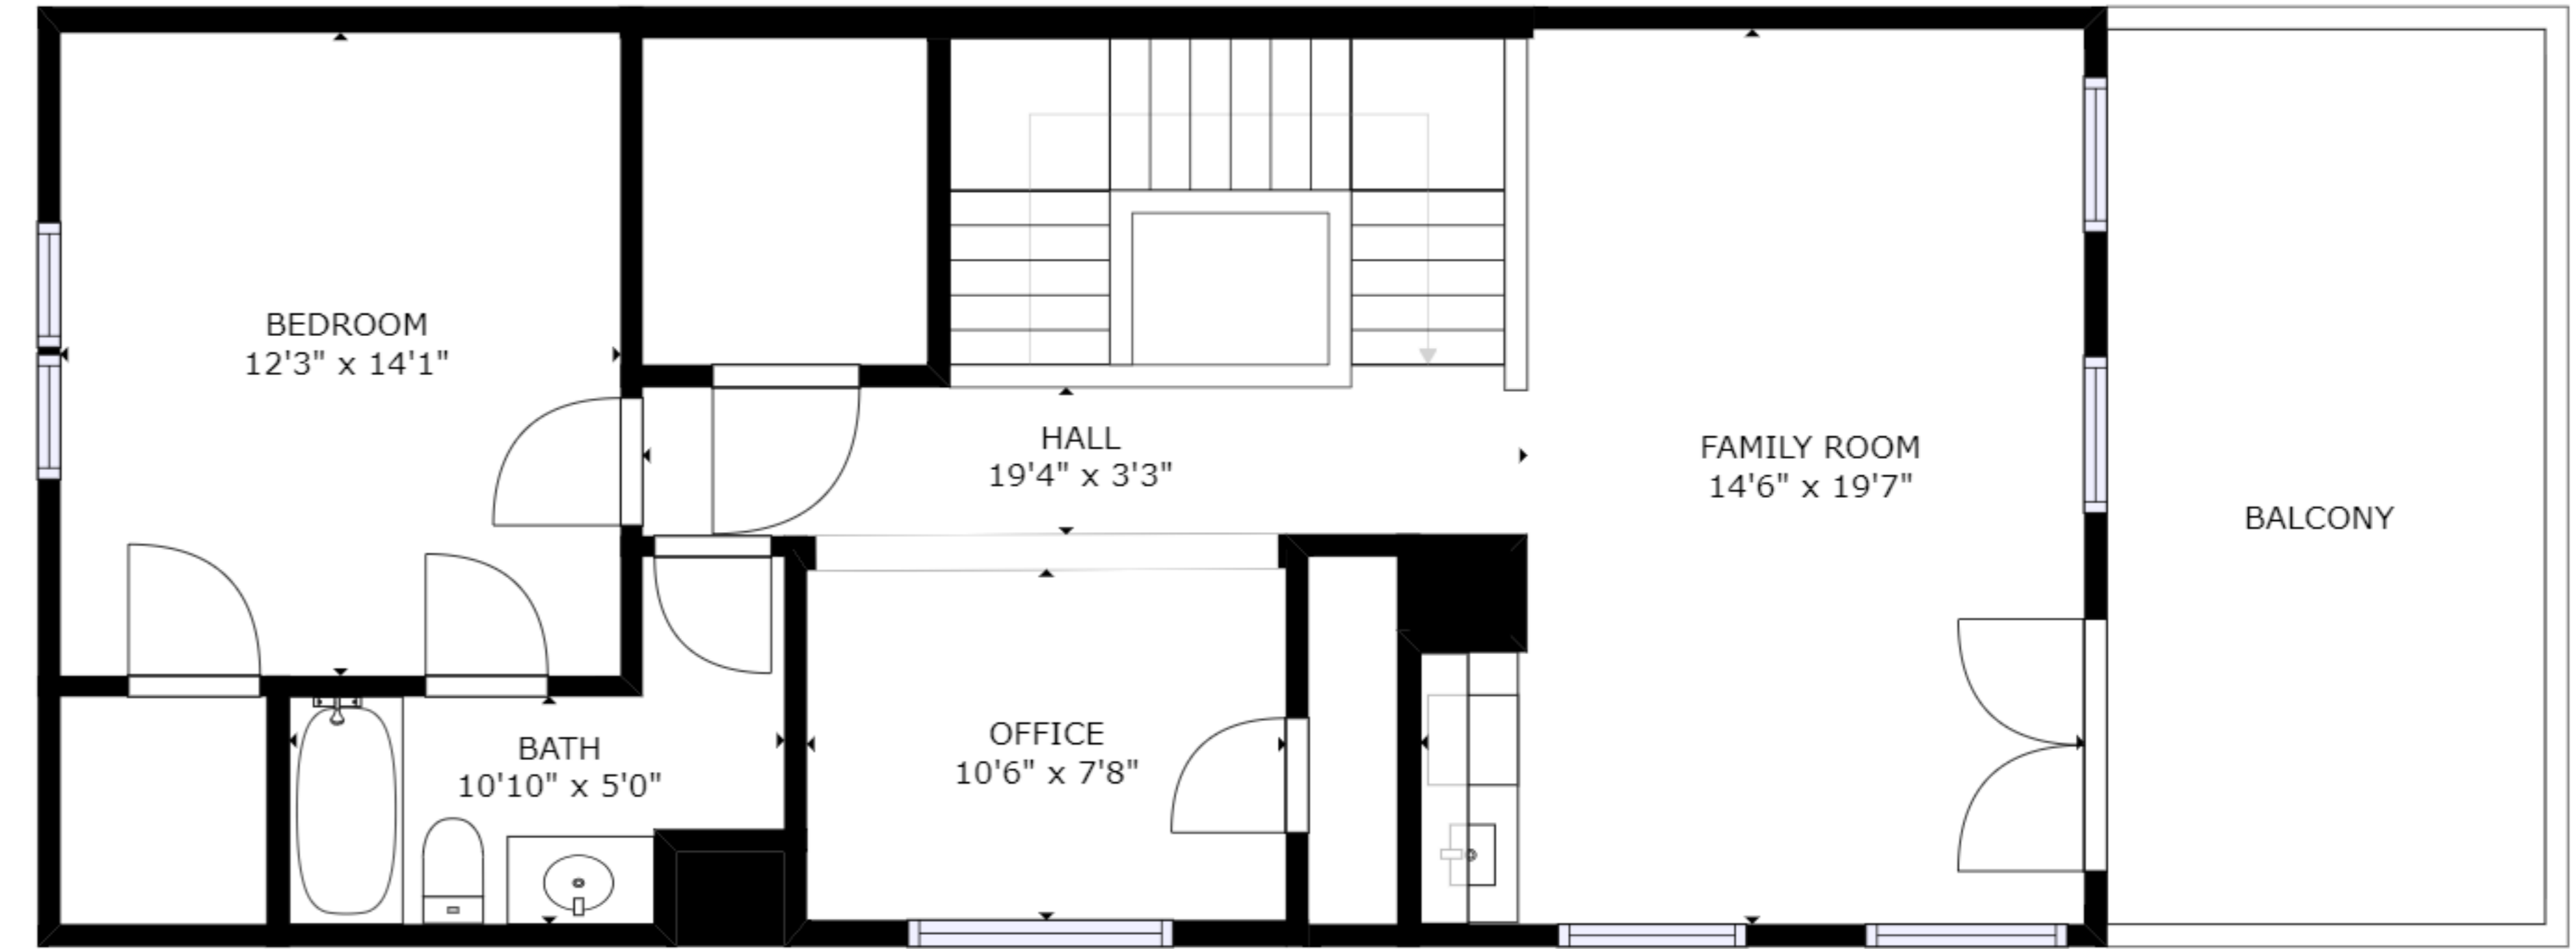 BEDROOM
12'3" x 14'1"
HALL
19'4" x 3'3"
FAMILY ROOM
14'6" x 19'7"
BALCONY
BATH
10'10" x 5'0"
OFFICE
10'6" x 7'8"